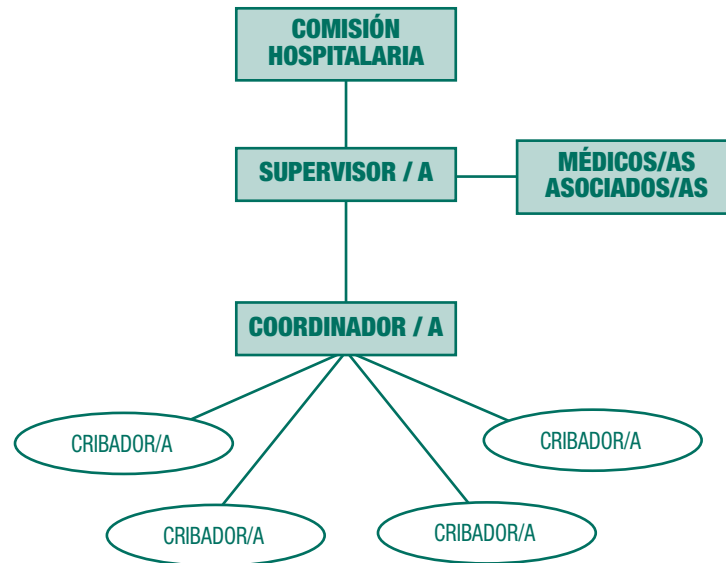 COMISIÓN
HOSPITALARIA
SUPERVISOR / A
MÉDICOS/AS
ASOCIADOS/AS
COORDINADOR / A
CRIBADOR/A
CRIBADOR/A
CRIBADOR/A
CRIBADOR/A